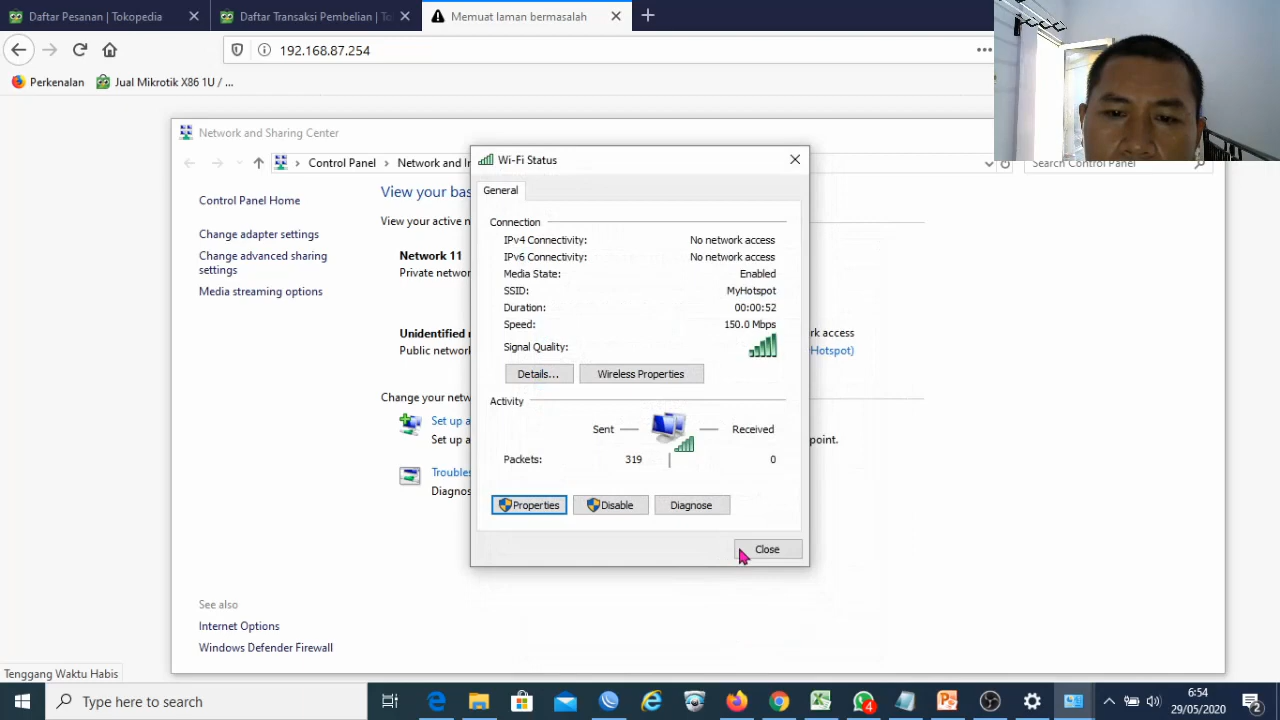 Daftar Pesanan | Tokopedia
Daftar Transaksi Pembelian | To
Memuat laman bermasalah
192.168.87.254
Perkenalan
Jual Mikrotik X86 1U / ...
Network and Sharing Center
Control Panel
Network and In
Search Control Panel
Control Panel Home
View your bas
Change adapter settings
View your active n
Change advanced sharing
settings
Network 11
Private networ
Media streaming options
Unidentified n
rk access
Public network
Hotspot)
Change your netw
Set up a
Set up a
point.
Troubles
Diagnos
See also
Internet Options
Windows Defender Firewall
Wi-Fi Status
General
Connection
IPv4 Connectivity: No network access
IPv6 Connectivity: No network access
Media State: Enabled
SSID: MyHotspot
Duration: 00:00:52
Speed: 150.0 Mbps
Signal Quality:
Details... Wireless Properties
Activity
Sent Received
Packets: 319 0
Properties Disable Diagnose
Close
Tenggang Waktu Habis
Type here to search
4
6:54
29/05/2020
2